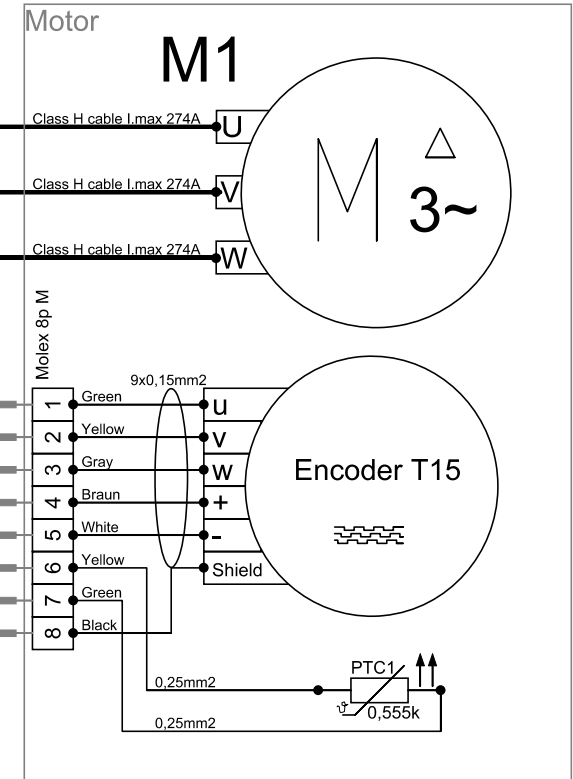 Motor
M1
Class H cable I.max 274A
U
Class H cable I.max 274A
V
Class H cable I.max 274A
W
M
3~
Molex 8p M
9x0,15mm2
1 Green u
2 Yellow v
3 Gray w
4 Braun +
5 White -
6 Yellow Shield
7 Green
8 Black
Encoder T15
PTC1
0,25mm2
ϑ 0,555k
0,25mm2